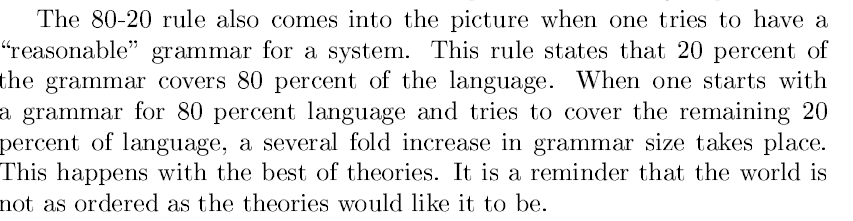 The 80-20 rule also comes into the picture when one tries to have a
“reasonable” grammar for a system. This rule states that 20 percent of
the grammar covers 80 percent of the language. When one starts with
a grammar for 80 percent language and tries to cover the remaining 20
percent of language, a several fold increase in grammar size takes place.
This happens with the best of theories. It is a reminder that the world is
not as ordered as the theories would like it to be.